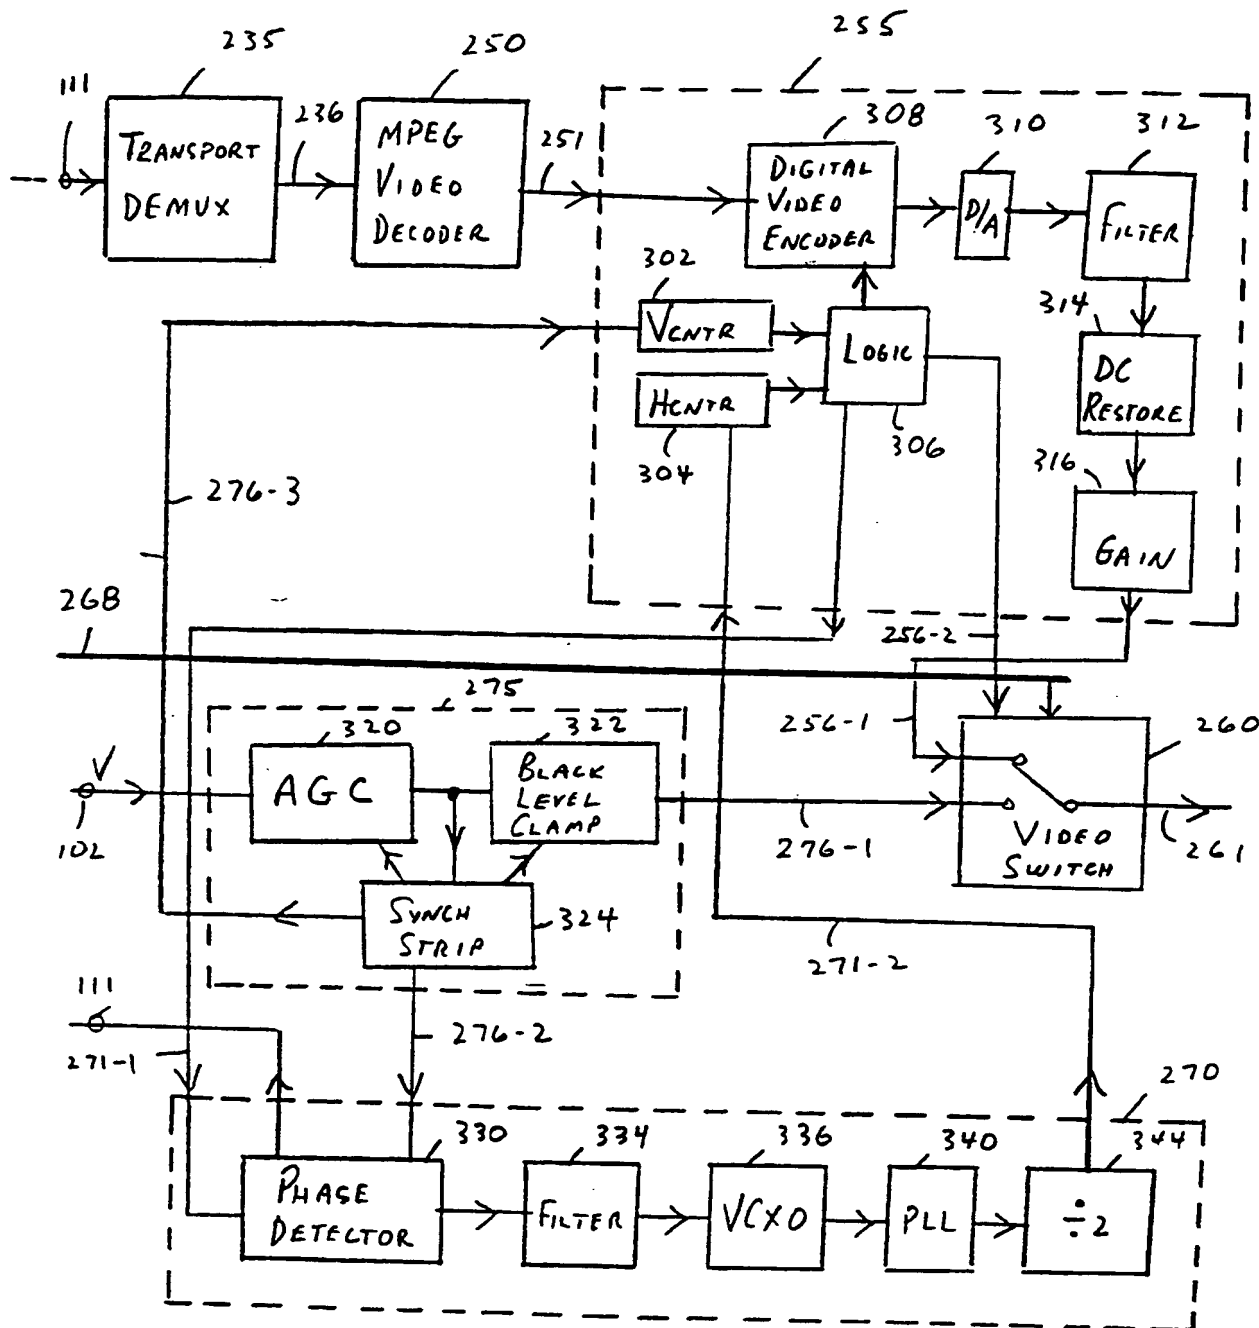 235
250
255
111
236
251
308
310
312
TRANSPORT
DEMUX
MPEG
VIDEO
DECODER
DIGITAL
VIDEO
ENCODER
D/A
FILTER
302
VCNTR
LOGIC
314
DC
RESTORE
HCNTR
304
306
316
GAIN
276-3
268
256-2
275
256-1
260
320
322
V
AGC
BLACK
LEVEL
CLAMP
102
276-1
VIDEO
SWITCH
261
SYNCH
STRIP
324
271-2
111
276-2
271-1
270
330
334
336
340
344
PHASE
DETECTOR
FILTER
VCXO
PLL
÷2